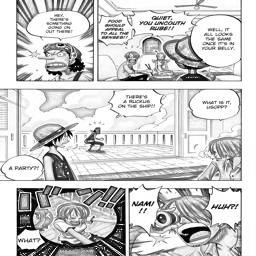 HEY,
THERE'S
SOMETHING
GOING ON
OUT THERE!
FOOD
SHOULD
APPEAL TO
ALL THE
SENSES!!
QUIET,
YOU UNCOUTH
RUBE!!
WELL, IT
ALL LOOKS
THE SAME
ONCE IT'S
IN YOUR
BELLY.
THERE'S
A RUCKUS
ON THE SHIP!!
WHAT IS IT,
USOPP?
A PARTY?!
WHAT?
NAMI!!
HUH?!